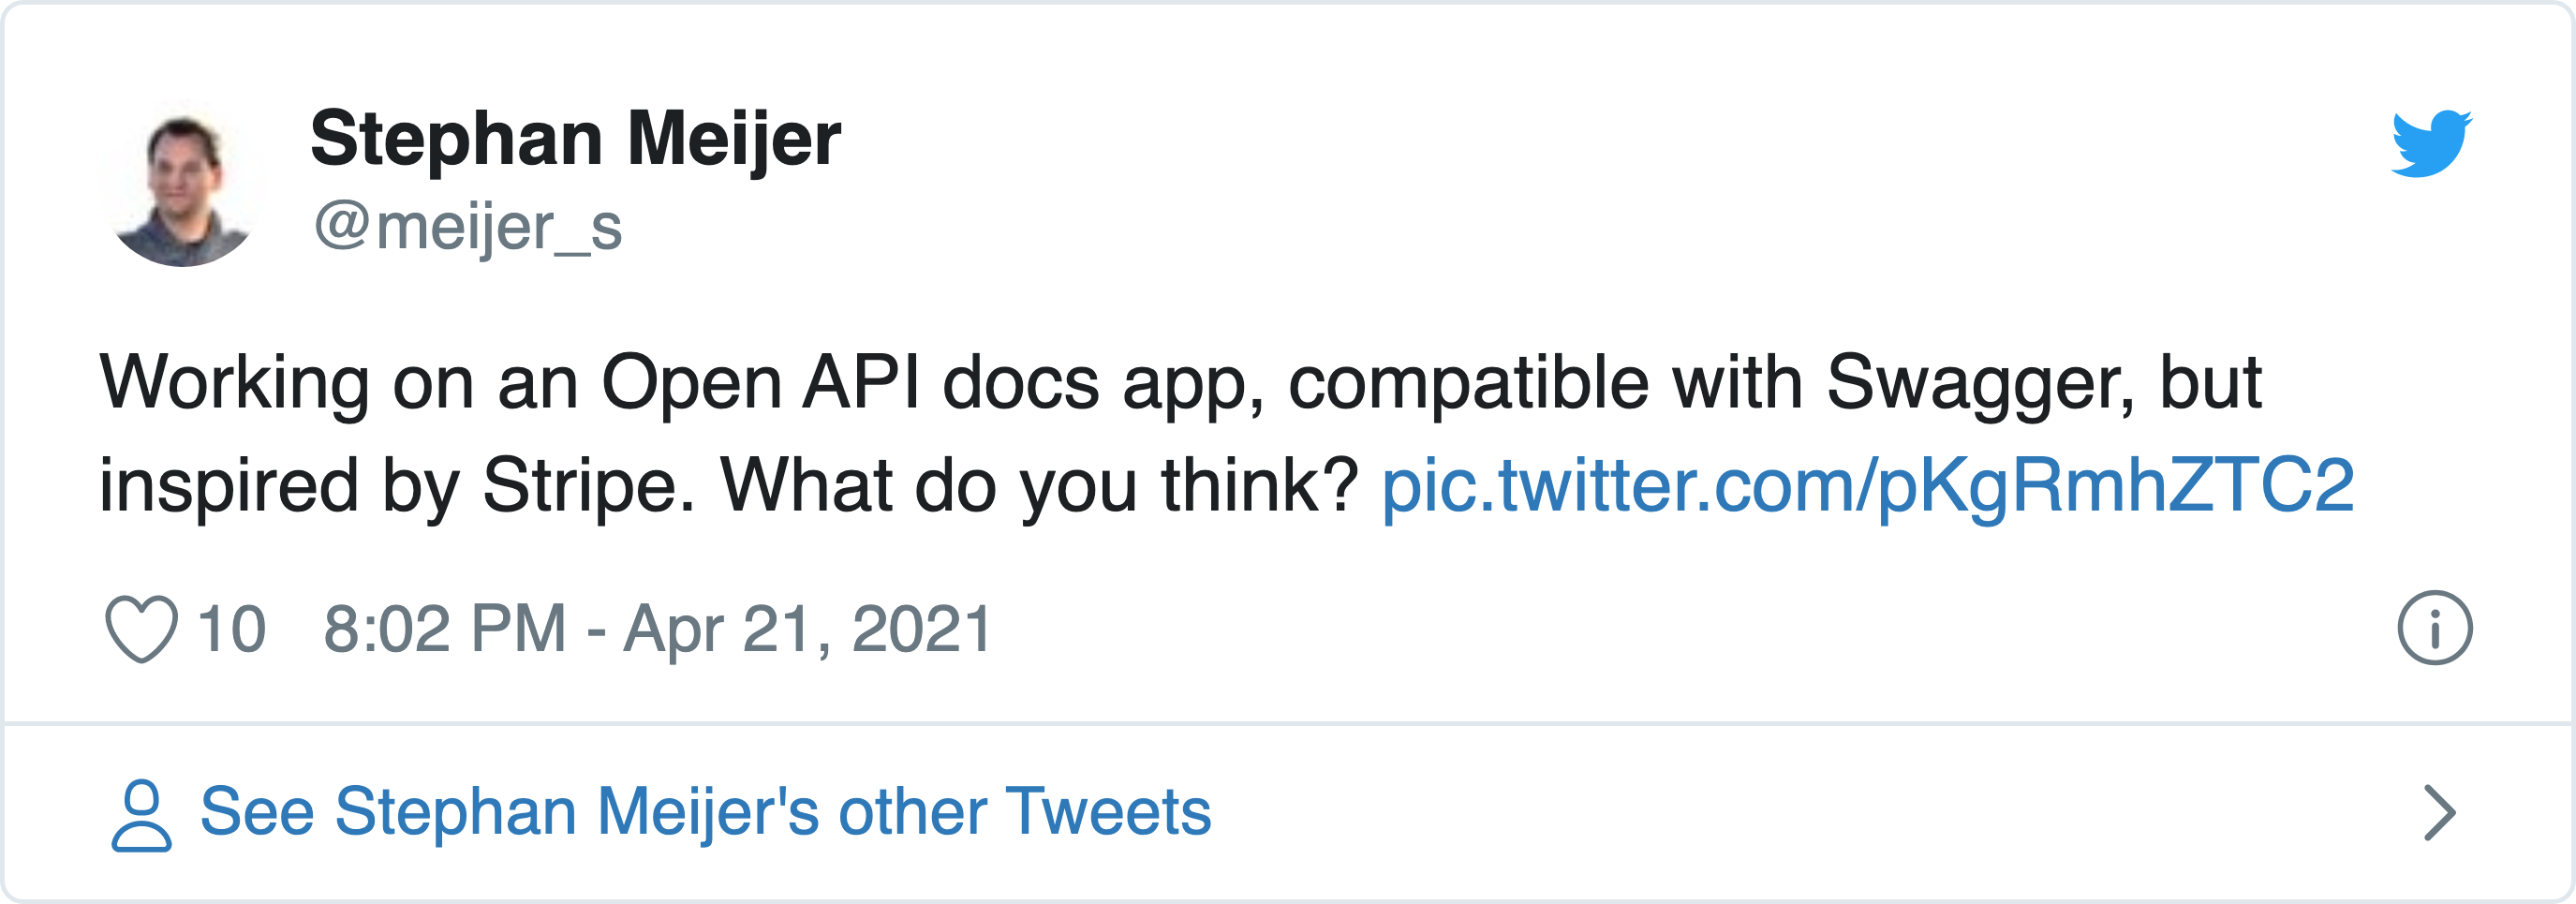 Stephan Meijer
@meijer_s
Working on an Open API docs app, compatible with Swagger, but
inspired by Stripe. What do you think? pic.twitter.com/pKgRmhZTC2
10 8:02 PM - Apr 21, 2021
See Stephan Meijer's other Tweets